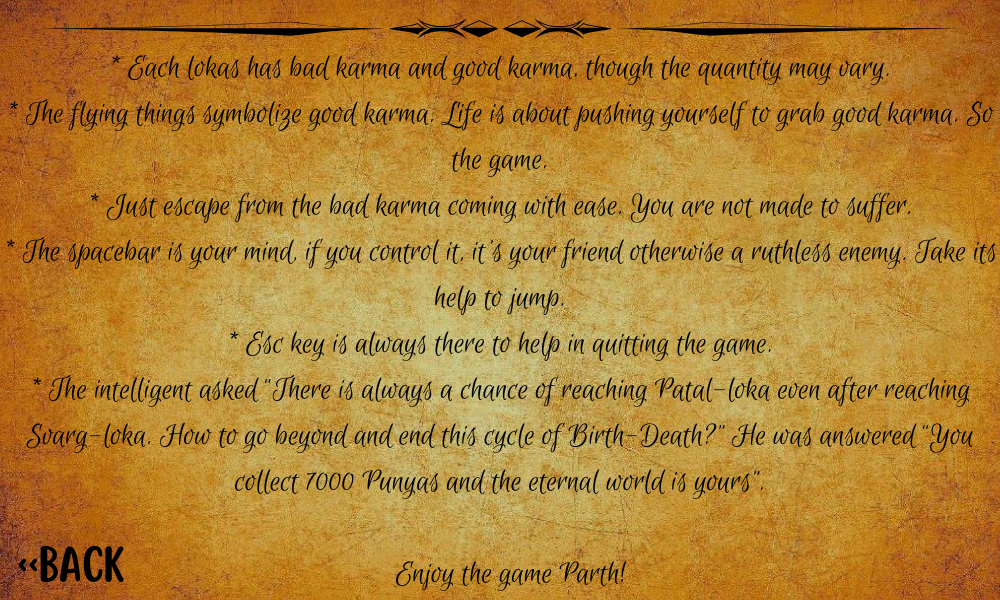 * Each lokas has bad karma and good karma, though the quantity may vary.
* The flying things symbolize good karma. Life is about pushing yourself to grab good karma. So
the game.
* Just escape from the bad karma coming with ease. You are not made to suffer.
* The spacebar is your mind, if you control it, it's your friend otherwise a ruthless enemy. Take its
help to jump.
* Esc key is always there to help in quitting the game.
* The intelligent asked "There is always a chance of reaching Patal-loka even after reaching
Svarg-loka. How to go beyond and end this cycle of Birth-Death?" He was answered "You
collect 7000 Punyas and the eternal world is yours".
<<BACK
Enjoy the game Parth!